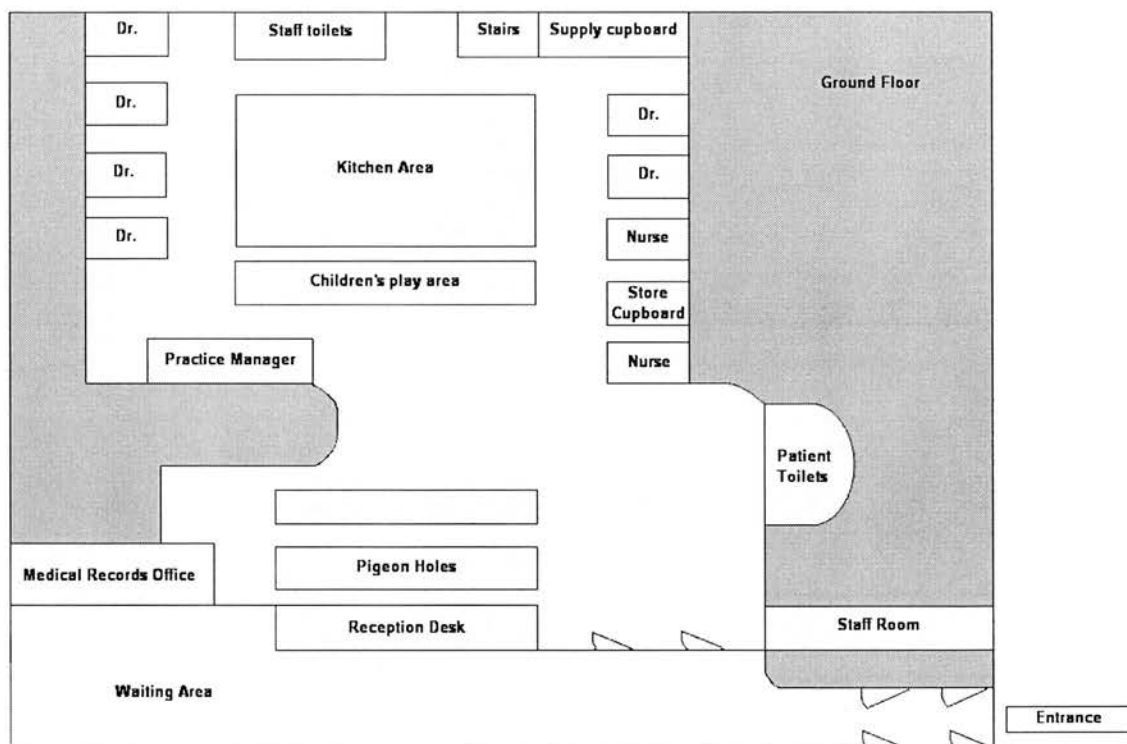 Dr.
Staff toilets
Stairs
Supply cupboard
Ground Floor
Dr.
Dr.
Kitchen Area
Dr.
Dr.
Dr.
Nurse
Children's play area
Store
Cupboard
Practice Manager
Nurse
Patient
Toilets
Pigeon Holes
Medical Records Office
Reception Desk
Staff Room
Waiting Area
Entrance